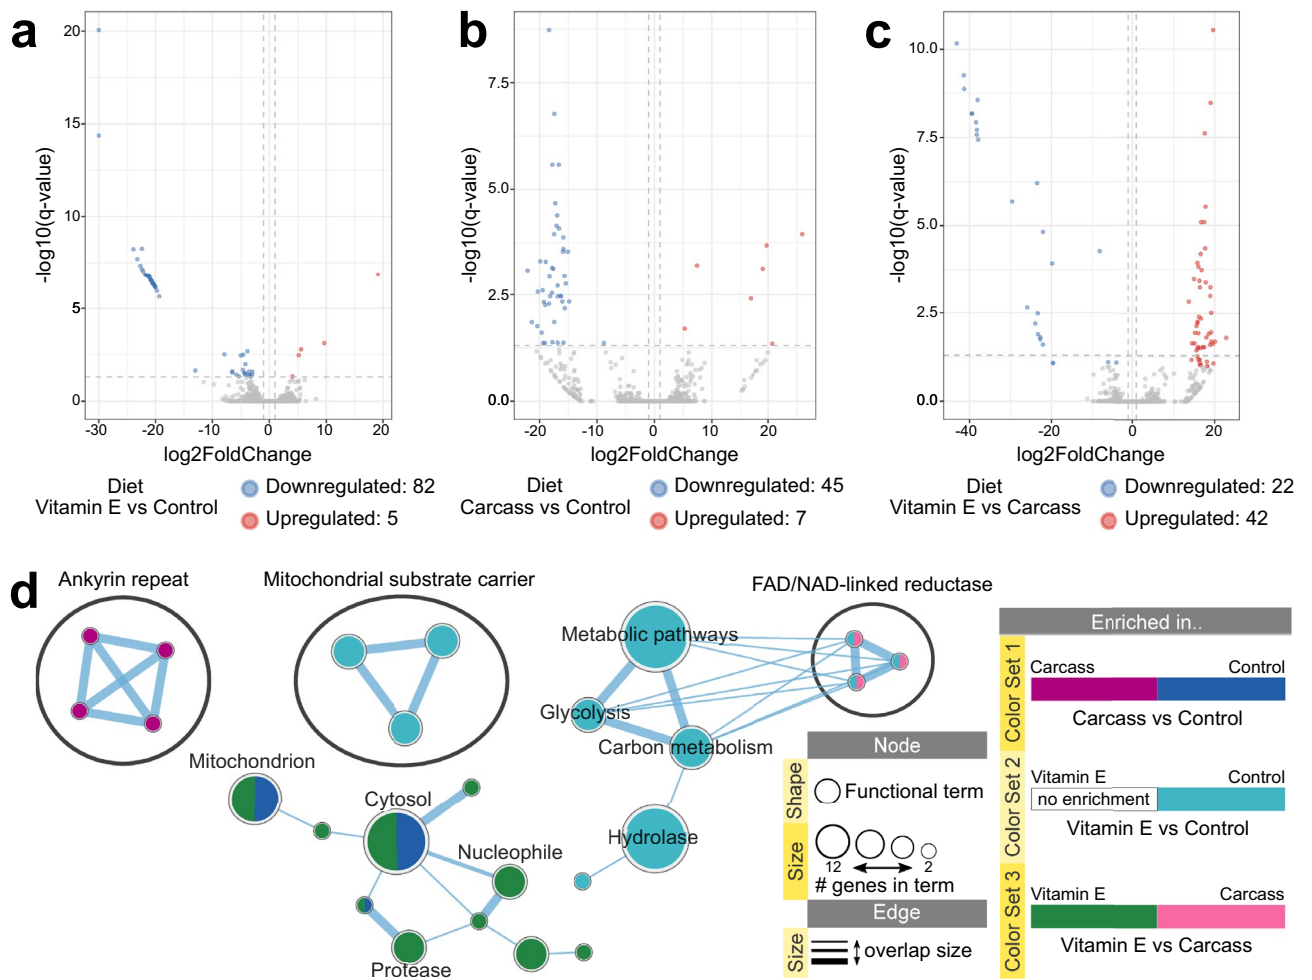 a
20
15
10
5
0
-log10(q-value)
-30 -20 -10 0 10 20
log2FoldChange
Diet
Vitamin E vs Control
Downregulated: 82
Upregulated: 5
b
7.5
5.0
2.5
0.0
-log10(q-value)
-20 -10 0 10 20
log2FoldChange
Diet
Carcass vs Control
Downregulated: 45
Upregulated: 7
c
10.0
7.5
5.0
2.5
0.0
-log10(q-value)
-40 -20 0 20
log2FoldChange
Diet
Vitamin E vs Carcass
Downregulated: 22
Upregulated: 42
d
Ankyrin repeat
Mitochondrial substrate carrier
FAD/NAD-linked reductase
Metabolic pathways
Glycolysis
Carbon metabolism
Mitochondrion
Cytosol
Nucleophile
Hydrolase
Protease
Node
Shape
Functional term
Size
12 2
# genes in term
Edge
Size
overlap size
Enriched in..
Color Set 1
Carcass Control
Carcass vs Control
Color Set 2
Vitamin E Control
no enrichment
Vitamin E vs Control
Color Set 3
Vitamin E Carcass
Vitamin E vs Carcass